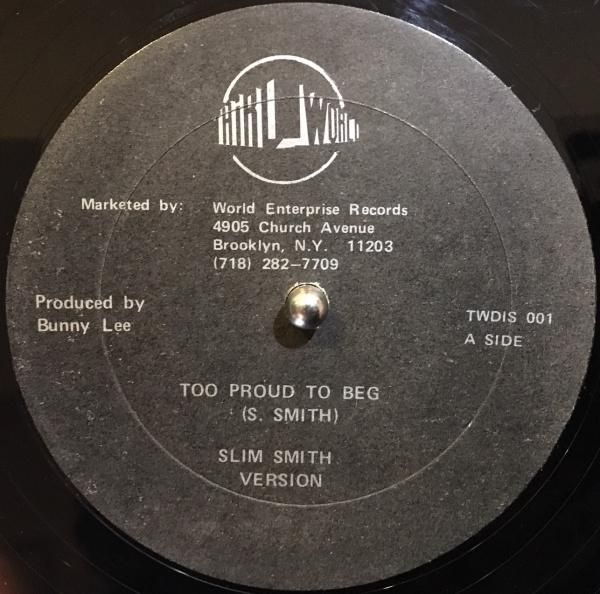 WORLD
Marketed by: World Enterprise Records
4905 Church Avenue
Brooklyn, N.Y. 11203
(718) 282-7709
Produced by
Bunny Lee
TWDIS 001
A SIDE
TOO PROUD TO BEG
(S. SMITH)
SLIM SMITH
VERSION